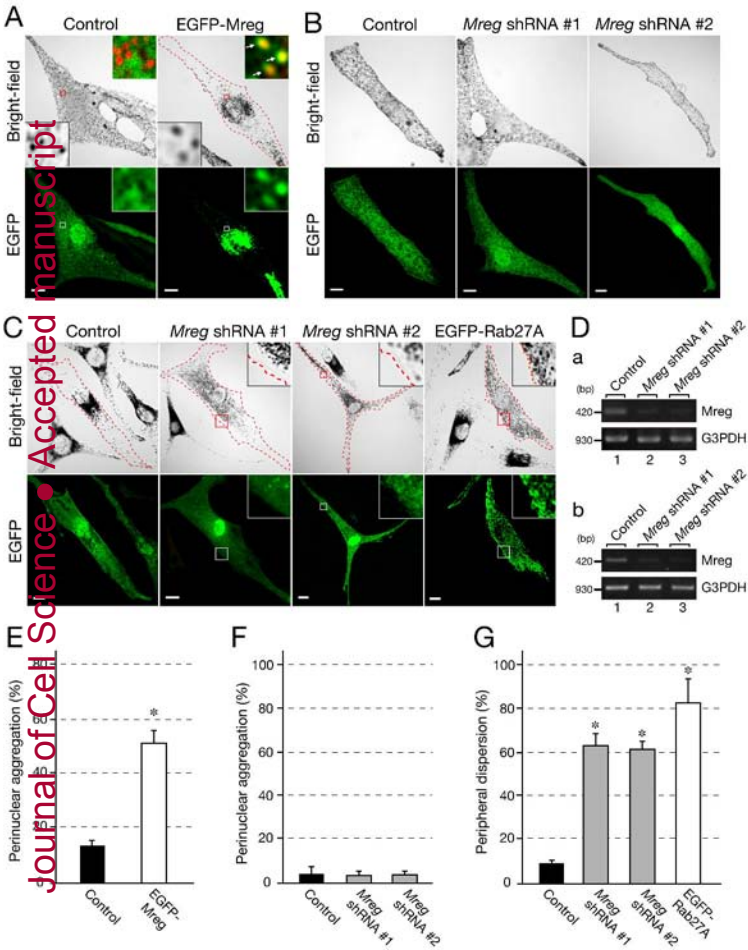 A
Control
EGFP-Mreg
Bright-field
EGFP
B
Control
Mreg shRNA #1
Mreg shRNA #2
Bright-field
EGFP
C
Control
Mreg shRNA #1
Mreg shRNA #2
EGFP-Rab27A
Bright-field
EGFP
D
a
Control
Mreg shRNA #1
Mreg shRNA #2
(bp)
420
Mreg
930
G3PDH
1 2 3
b
Control
Mreg shRNA #1
Mreg shRNA #2
(bp)
420
Mreg
930
G3PDH
1 2 3
E
Perinuclear aggregation (%)
80
60
40
20
0
*
Control
EGFP-
Mreg
F
Perinuclear aggregation (%)
100
80
60
40
20
0
Control
Mreg
shRNA #1
Mreg
shRNA #2
G
Peripheral dispersion (%)
100
80
60
40
20
0
*
*
*
Control
Mreg
shRNA #1
Mreg
shRNA #2
EGFP-
Rab27A
Journal of Cell Science ● Accepted manuscript